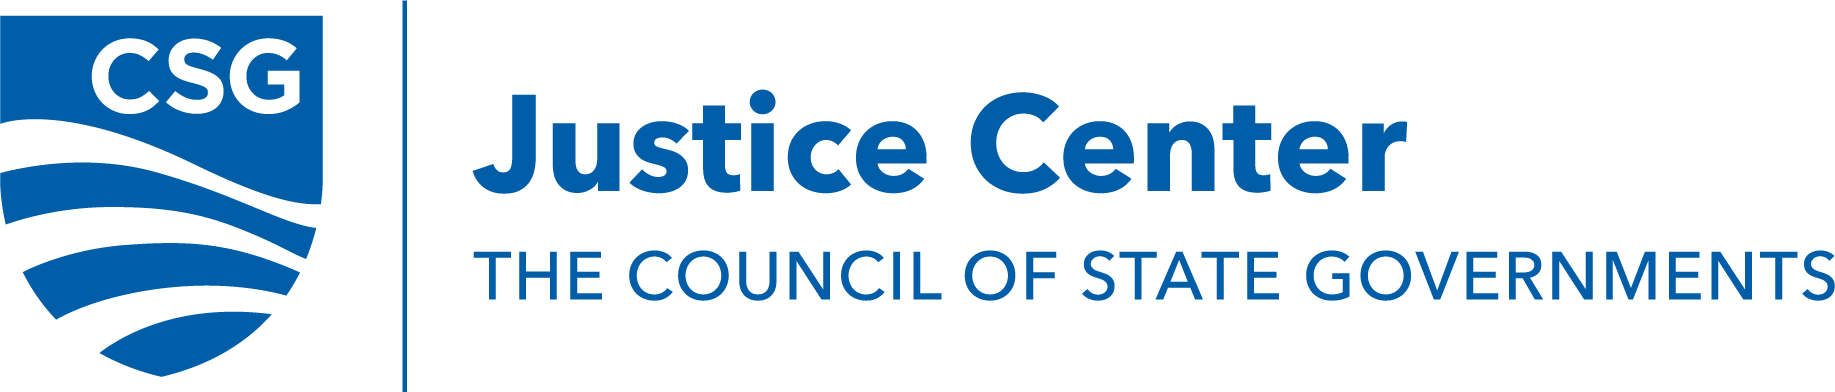 CSG
Justice Center
THE COUNCIL OF STATE GOVERNMENTS